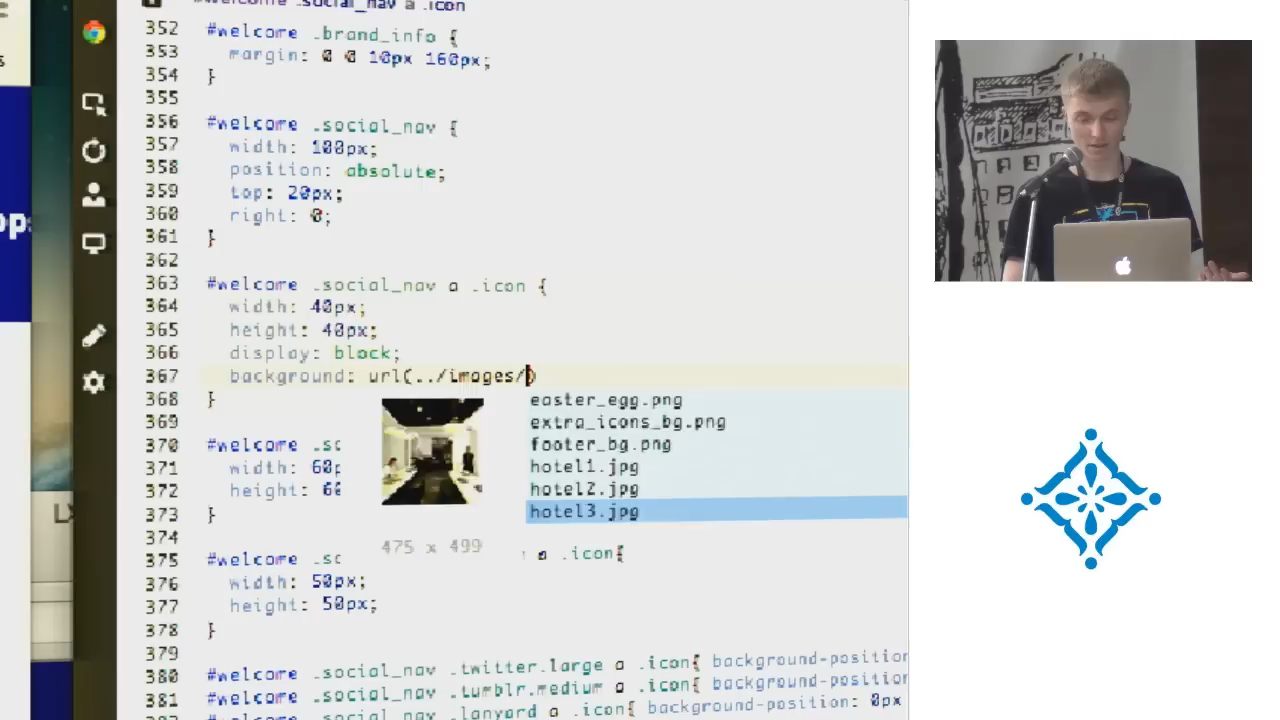 #welcome .social_nav a .icon
352 #welcome .brand_info {
353 margin: 0 0 10px 160px;
354 }
355
356 #welcome .social_nav {
357 width: 100px;
358 position: absolute;
359 top: 20px;
360 right: 0;
361 }
362
363 #welcome .social_nav a .icon {
364 width: 40px;
365 height: 40px;
366 display: block;
367 background: url(../images/)
368 }
easter_egg.png
369
extra_icons_bg.png
370 #welcome .sc
footer_bg.png
371 width: 60p
hotel1.jpg
372 height: 60
hotel2.jpg
373 }
hotel3.jpg
374
475 x 499
375 #welcome .sc a .icon{
376 width: 50px;
377 height: 50px;
378 }
379
380 #welcome .social_nav .twitter.large a .icon{ background-position
381 #welcome .social_nav .tumblr.medium a .icon{ background-position
#welcome .social_nav .lanyard a .icon{ background-position: 0px